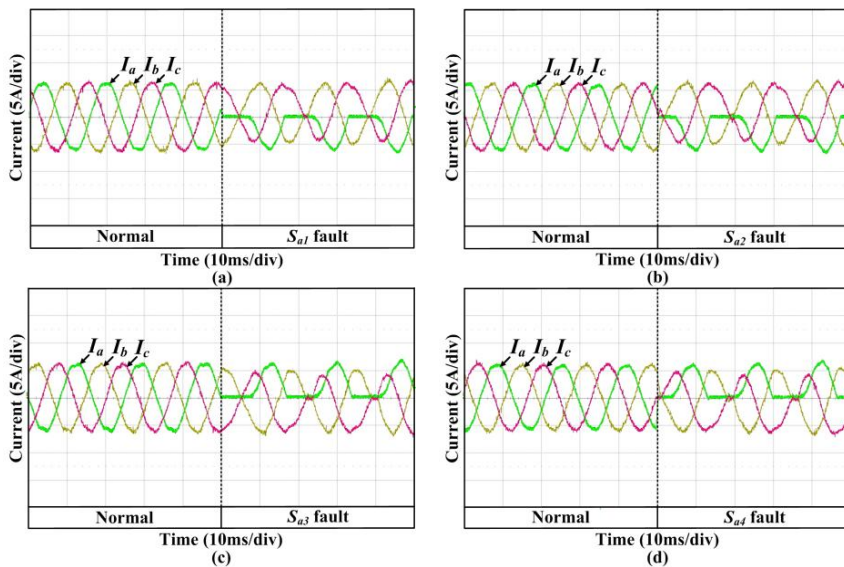 Current (5A/div)
Ia Ib Ic
Normal
Sa1 fault
Time (10ms/div)
(a)
Current (5A/div)
Ia Ib Ic
Normal
Sa2 fault
Time (10ms/div)
(b)
Current (5A/div)
Ia Ib Ic
Normal
Sa3 fault
Time (10ms/div)
(c)
Current (5A/div)
Ia Ib Ic
Normal
Sa4 fault
Time (10ms/div)
(d)